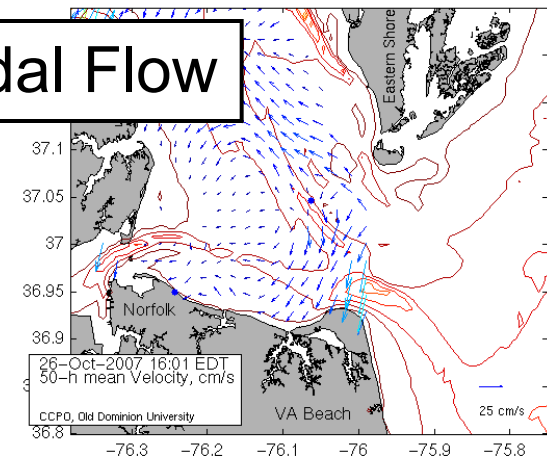 dal Flow
Eastern Shore
37.1
37.05
37
36.95
36.9
36.8
Norfolk
26-Oct-2007 16:01 EDT
50-h mean Velocity, cm/s
CCPO, Old Dominion University
VA Beach
25 cm/s
-76.3 -76.2 -76.1 -76 -75.9 -75.8